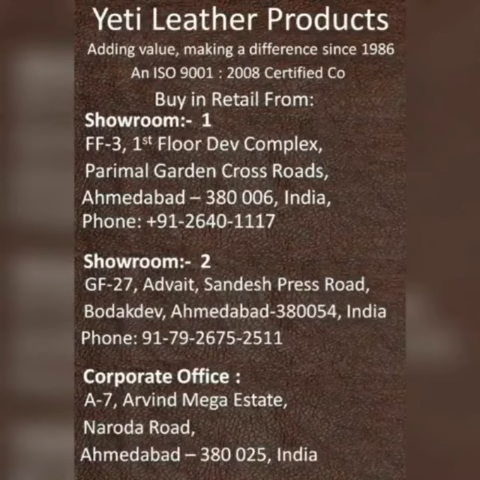 Yeti Leather Products
Adding value, making a difference since 1986
An ISO 9001 : 2008 Certified Co
Buy in Retail From:
Showroom:- 1
FF-3, 1st Floor Dev Complex,
Parimal Garden Cross Roads,
Ahmedabad – 380 006, India,
Phone: +91-2640-1117
Showroom:- 2
GF-27, Advait, Sandesh Press Road,
Bodakdev, Ahmedabad-380054, India
Phone: 91-79-2675-2511
Corporate Office :
A-7, Arvind Mega Estate,
Naroda Road,
Ahmedabad – 380 025, India